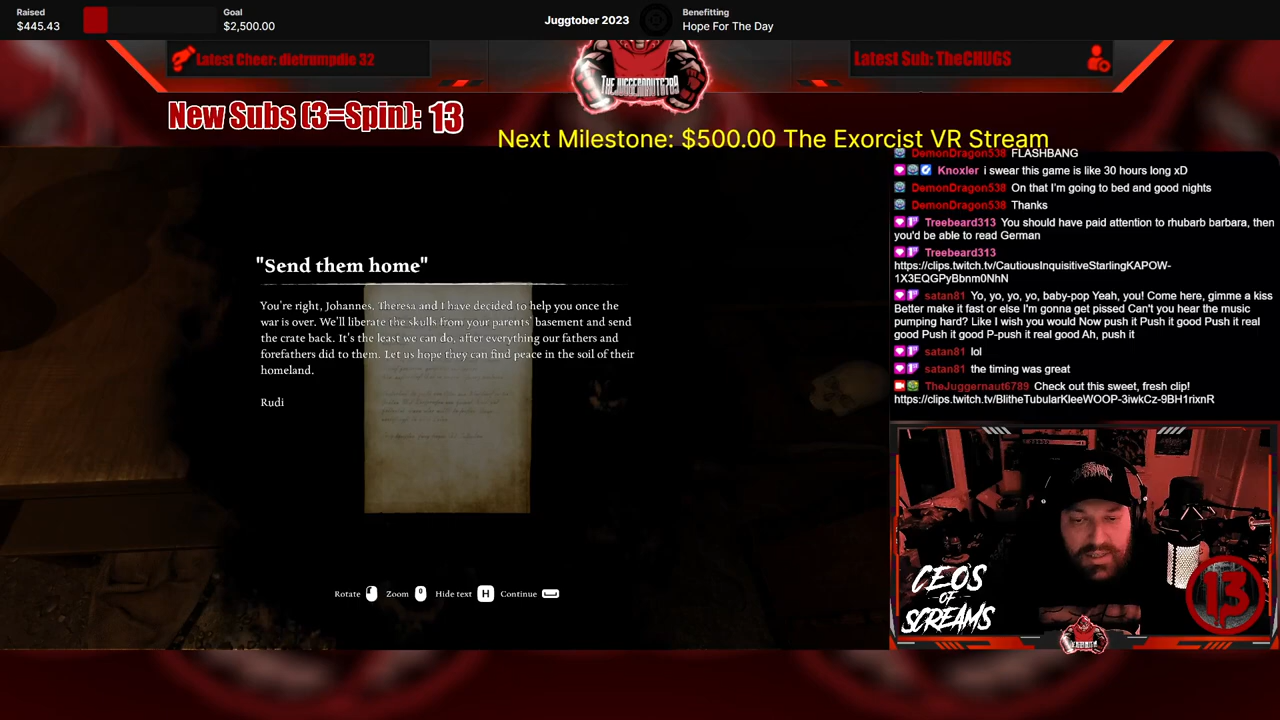 Raised
$445.43
Goal
$2,500.00
Juggtober 2023
Benefitting
Hope For The Day
Latest Cheer: dietrumpdie 32
THEJUGGERNAUT6789
Latest Sub: TheCHUGS
New Subs (3=Spin): 13
Next Milestone: $500.00 The Exorcist VR Stream
DemonDragon538 FLASHBANG
Knoxler i swear this game is like 30 hours long xD
DemonDragon538 On that I'm going to bed and good nights
DemonDragon538 Thanks
Treebeard313 You should have paid attention to rhubarb barbara, then
you'd be able to read German
Treebeard313
https://clips.twitch.tv/CautiousInquisitiveStarlingKAPOW-
1X3EQGPyBbnm0NhN
satan81 Yo, yo, yo, yo, baby-pop Yeah, you! Come here, gimme a kiss
Better make it fast or else I'm gonna get pissed Can't you hear the music
pumping hard? Like I wish you would Now push it Push it good Push it real
good Push it good P-push it real good Ah, push it
satan81 lol
satan81 the timing was great
TheJuggernaut6789 Check out this sweet, fresh clip!
https://clips.twitch.tv/BlitheTubularKleeWOOP-3iwkCz-9BH1rixnR
"Send them home"
You're right, Johannes. Theresa and I have decided to help you once the
war is over. We'll liberate the skulls from your parents' basement and send
the crate back. It's the least we can do, after everything our fathers and
forefathers did to them. Let us hope they can find peace in the soil of their
homeland.
Rudi
Rotate
Zoom
Hide text H
Continue
CEOS
OF
SCREAMS
13